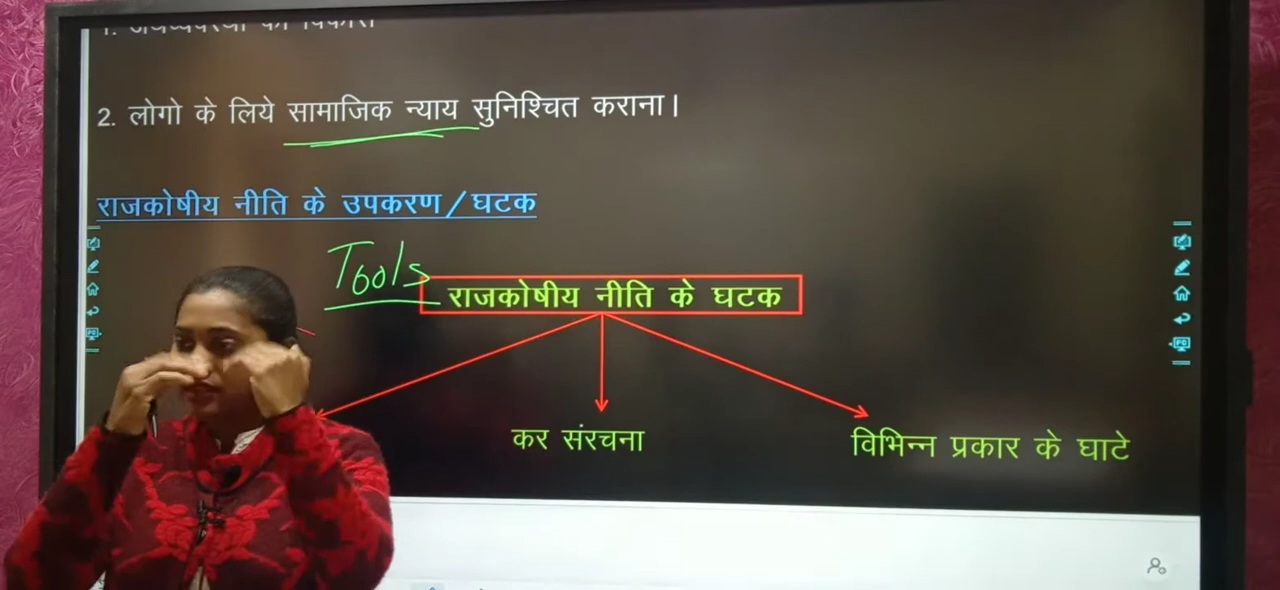 2. लोगो के लिये सामाजिक न्याय सुनिश्चित कराना।
राजकोषीय नीति के उपकरण/घटक
Tools
राजकोषीय नीति के घटक
कर संरचना
विभिन्न प्रकार के घाटे